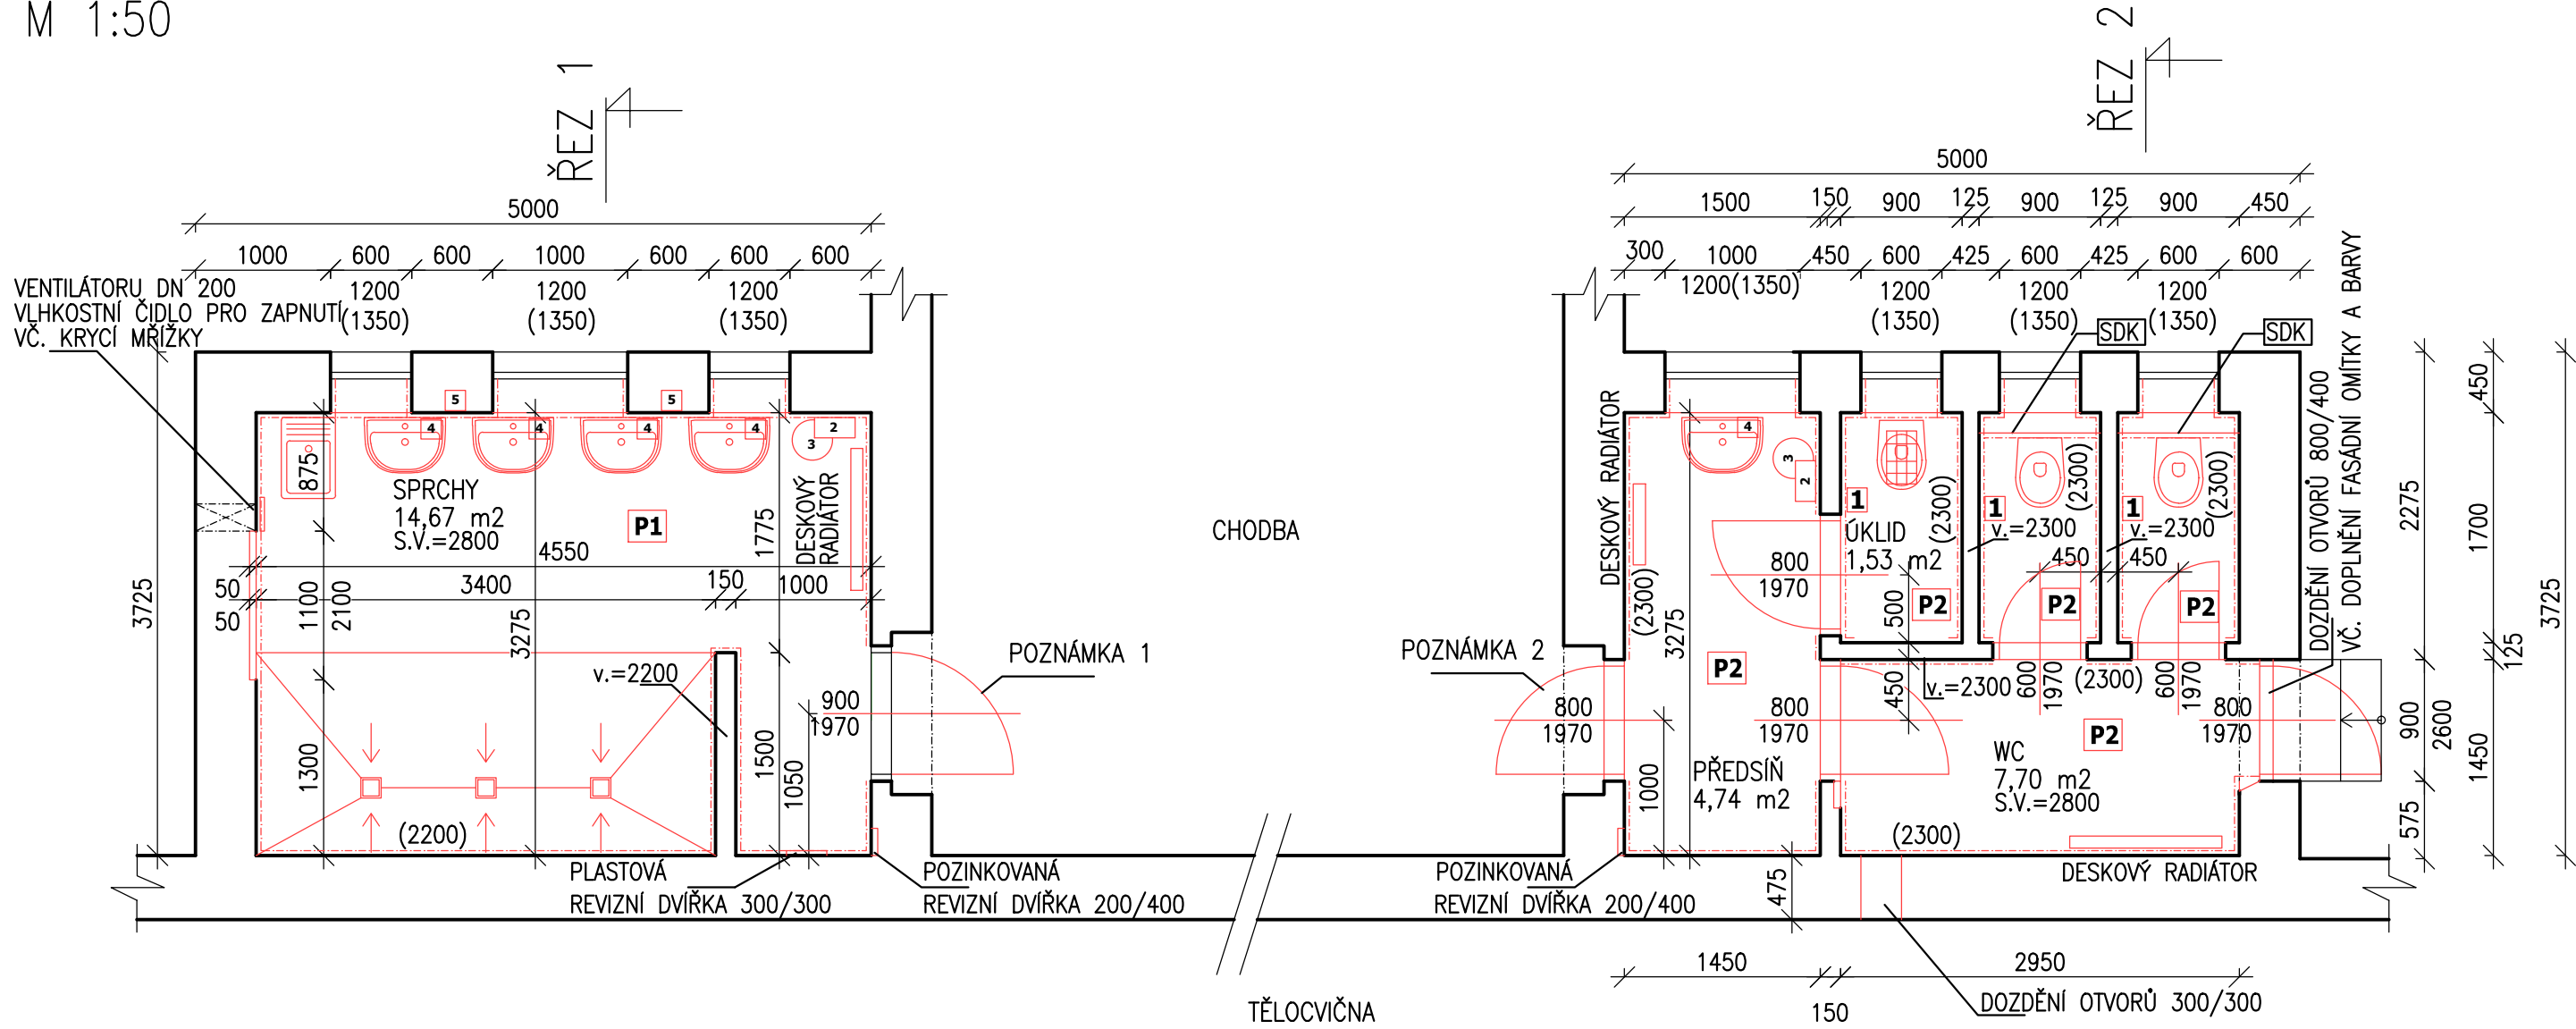 M 1:50
ŘEZ 1
ŘEZ 2
5000
1000 600 600 1000 600 600 600
1200
(1350)
1200
(1350)
1200
(1350)
VENTILÁTORU DN 200
VLHKOSTNÍ ČIDLO PRO ZAPNUTÍ
VČ. KRYCÍ MŘÍŽKY
5 5
4 4 4 4 2
3
875
SPRCHY
14,67 m2
S.V.=2800
P1
1775
DESKOVÝ
RADIÁTOR
4550
50 3400 150 1000
50
3725
1100
2100
3275
v.=2200
1300
1500
1050
900
1970
(2200)
POZNÁMKA 1
PLASTOVÁ
REVIZNÍ DVÍŘKA 300/300
POZINKOVANÁ
REVIZNÍ DVÍŘKA 200/400
CHODBA
TĚLOCVIČNA
5000
1500 150 900 125 900 125 900 450
300 1000 450 600 425 600 425 600 600
1200(1350)
1200
(1350)
1200
(1350)
1200
(1350)
SDK SDK
DESKOVÝ RADIÁTOR
4
3
2
(2300)
3275
1
ÚKLID
1,53 m2
(2300)
P2
800
1970
500
1
v.=2300
(2300)
450
P2
1
v.=2300
(2300)
450
P2
DOZDĚNÍ OTVORŮ 800/400
VČ. DOPLNĚNÍ FASÁDNÍ OMÍTKY A BARVY
POZNÁMKA 2
P2
800
1970
1000
PŘEDSÍŇ
4,74 m2
800
1970
450
v.=2300
600
1970
(2300)
600
1970
P2
WC
7,70 m2
S.V.=2800
800
1970
(2300)
DESKOVÝ RADIÁTOR
POZINKOVANÁ
REVIZNÍ DVÍŘKA 200/400
475
1450
150
2950
DOZDĚNÍ OTVORŮ 300/300
2275
900
2600
575
450
1700
125
1450
3725